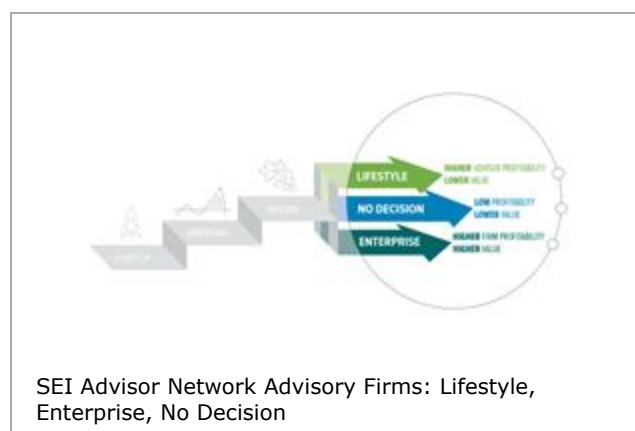 LIFESTYLE
HIGHER ADVISOR PROFITABILITY
LOWER VALUE
NO DECISION
LOW PROFITABILITY
LOWER VALUE
ENTERPRISE
HIGHER FIRM PROFITABILITY
HIGHER VALUE
STARTUP
SEI Advisor Network Advisory Firms: Lifestyle,
Enterprise, No Decision